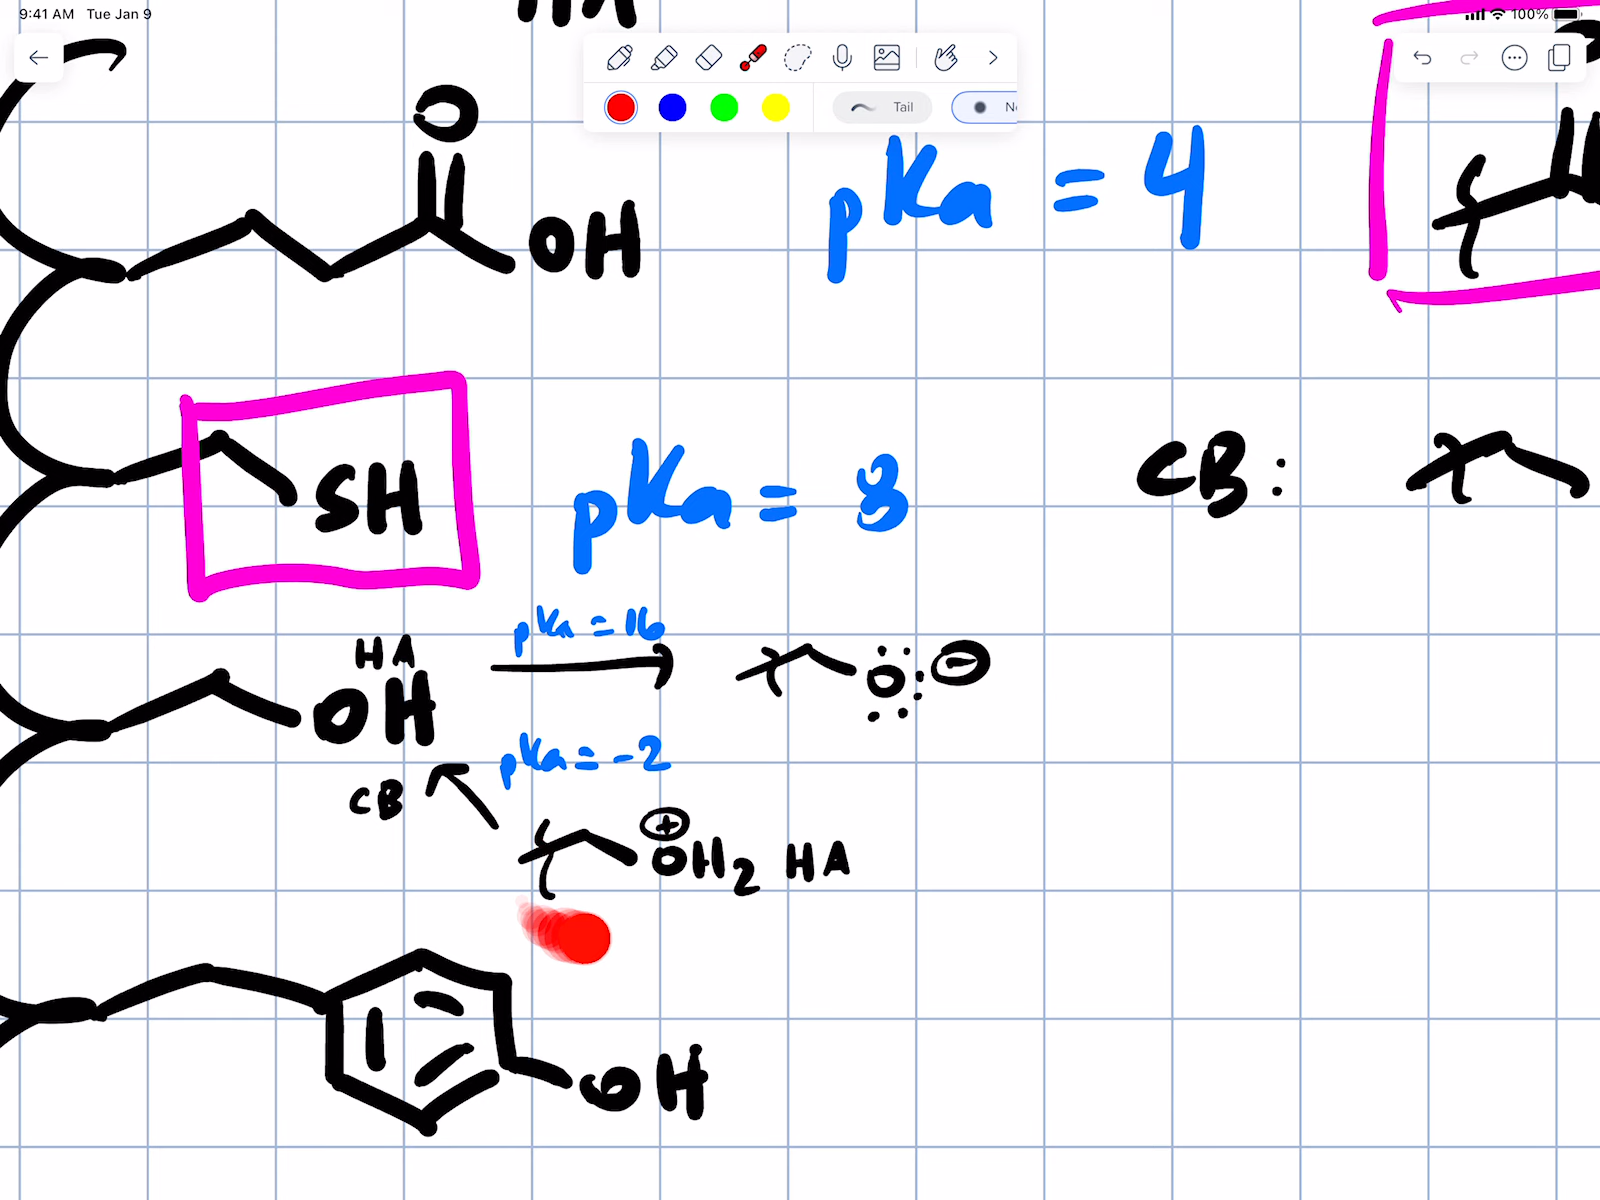 9:41 AM Tue Jan 9
100%
HA
Tail
O
OH
pKa = 4
SH
pKa = 8
CB:
HA
pKa = 16
OH
O
pKa = -2
CB
+
OH2 HA
OH